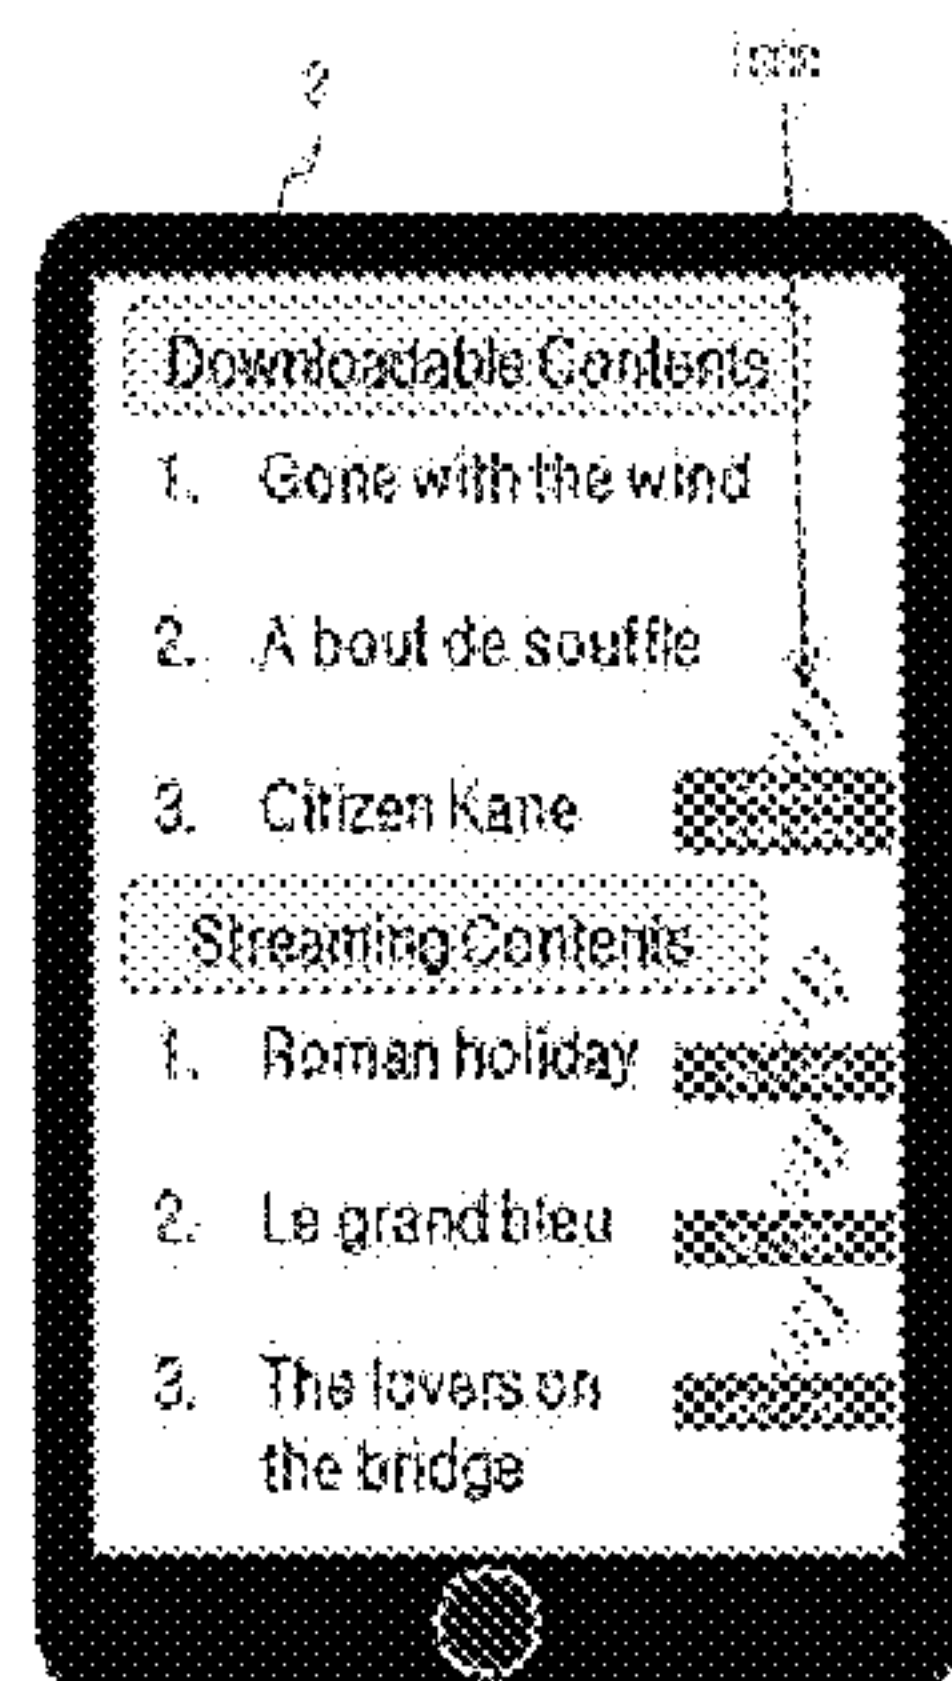 2
Icon
Downloadable Contents
1. Gone with the wind
2. A bout de souffle
3. Citizen Kane
Streaming Contents
1. Roman holiday
2. Le grand bleu
3. The lovers on
the bridge